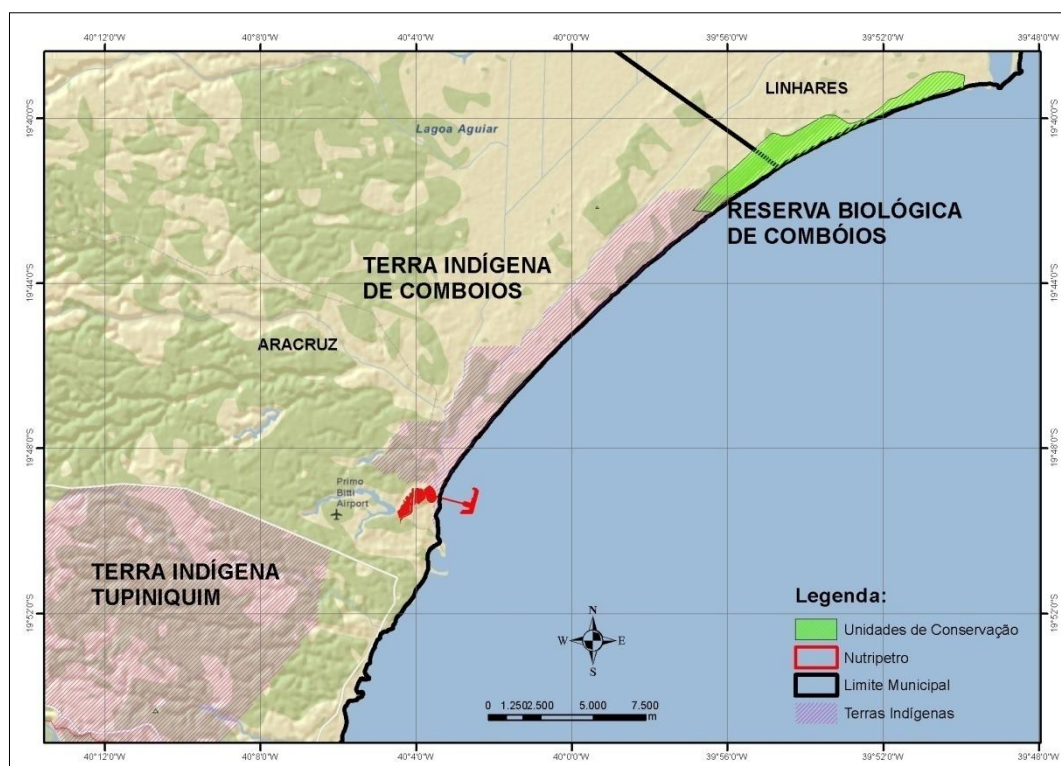 40°12'0"W 40°8'0"W 40°4'0"W 40°0'0"W 39°56'0"W 39°52'0"W 39°48'0"W
LINHARES
19°40'0"S 19°40'0"S
Lagoa Aguiar
RESERVA BIOLÓGICA
DE COMBÓIOS
TERRA INDÍGENA
DE COMBOIOS
19°44'0"S 19°44'0"S
ARACRUZ
19°48'0"S 19°48'0"S
Primo
Bitti
Airport
TERRA INDÍGENA
TUPINIQUIM
19°52'0"S 19°52'0"S
N
W E
S
0 1.250 2.500 5.000 7.500
m
Legenda:
Unidades de Conservação
Nutripetro
Limite Municipal
Terras Indígenas
40°12'0"W 40°8'0"W 40°4'0"W 40°0'0"W 39°56'0"W 39°52'0"W 39°48'0"W